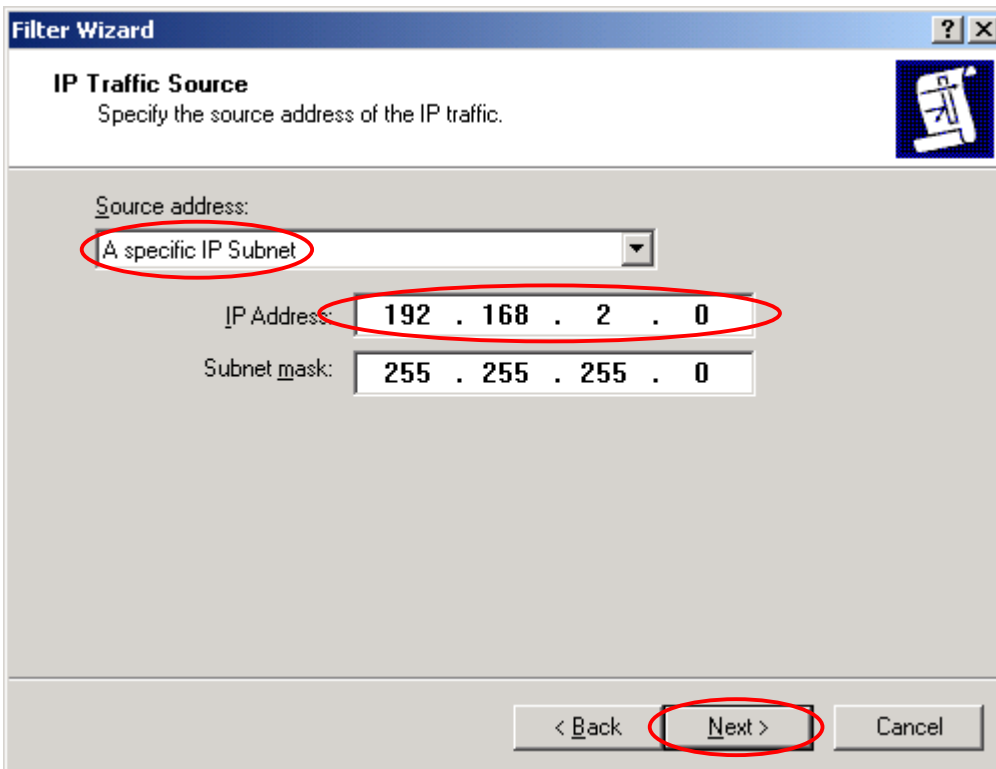 Filter Wizard
IP Traffic Source
Specify the source address of the IP traffic.
Source address:
A specific IP Subnet
IP Address: 192 . 168 . 2 . 0
Subnet mask: 255 . 255 . 255 . 0
< Back Next > Cancel